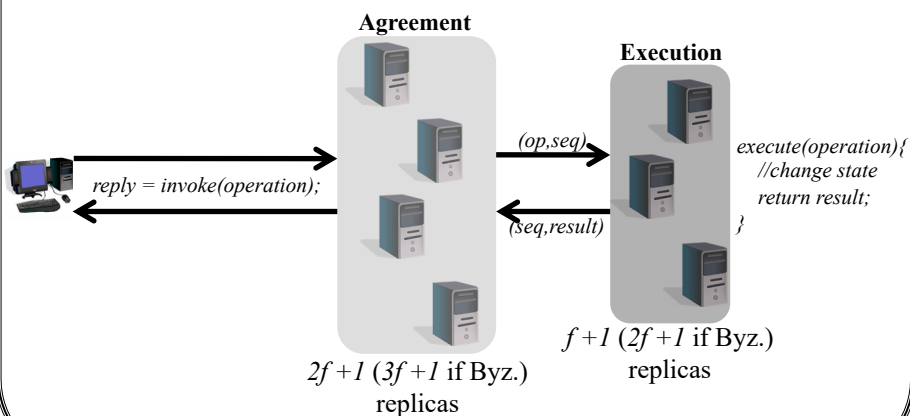 Agreement
Execution
(op,seq)
reply = invoke(operation);
(seq,result)
execute(operation){
//change state
return result;
}
2f +1 (3f +1 if Byz.)
replicas
f +1 (2f +1 if Byz.)
replicas